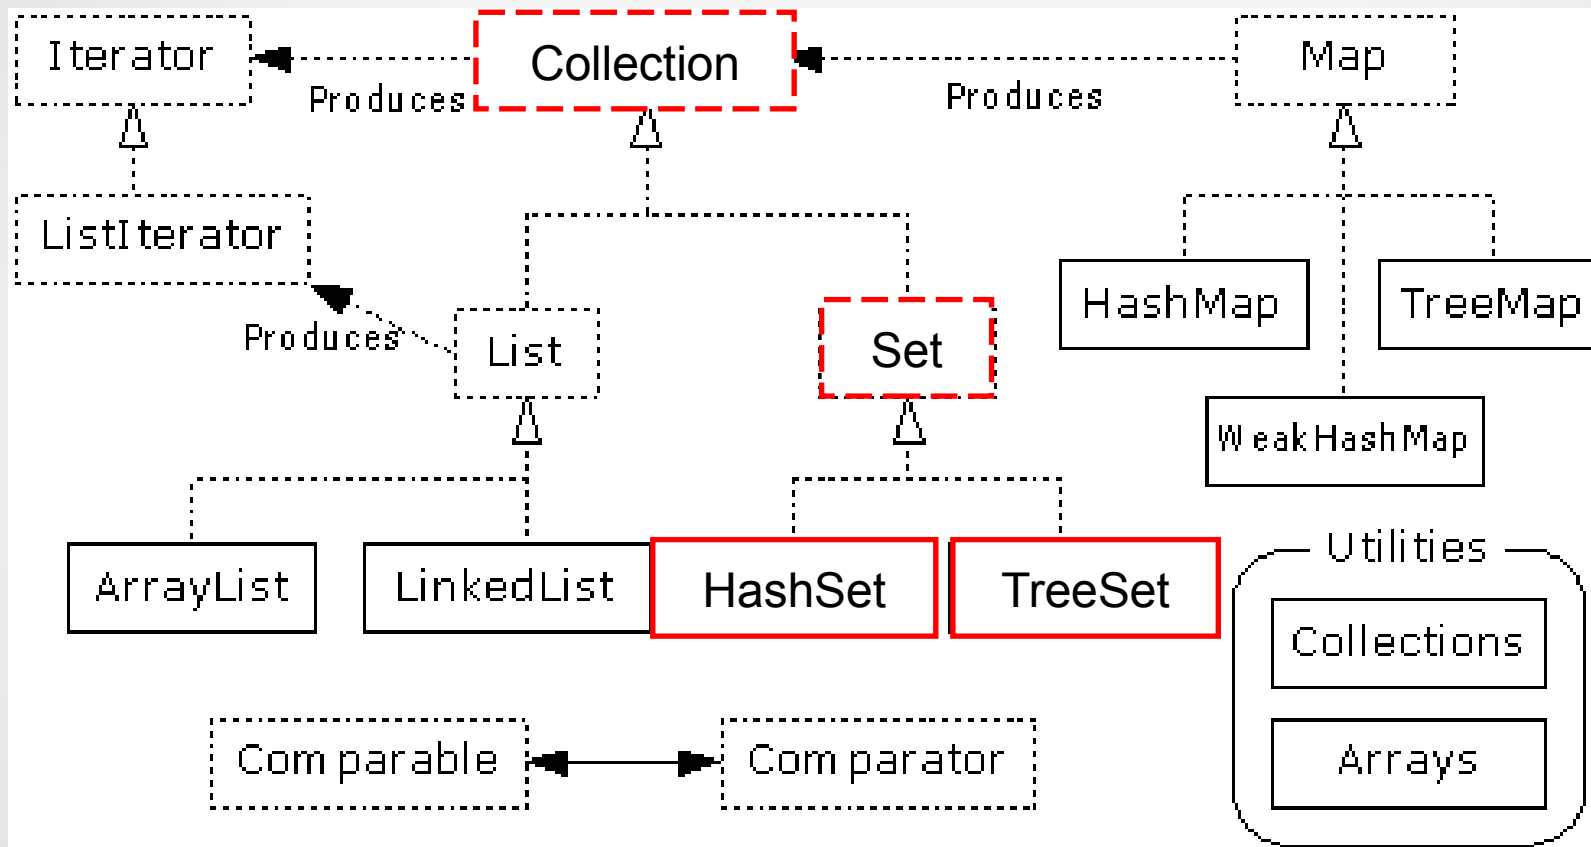 Iterator
Collection
Map
Produces
Produces
ListIterator
Produces
List
Set
HashMap
TreeMap
WeakHashMap
ArrayList
LinkedList
HashSet
TreeSet
Utilities
Collections
Arrays
Comparable
Comparator